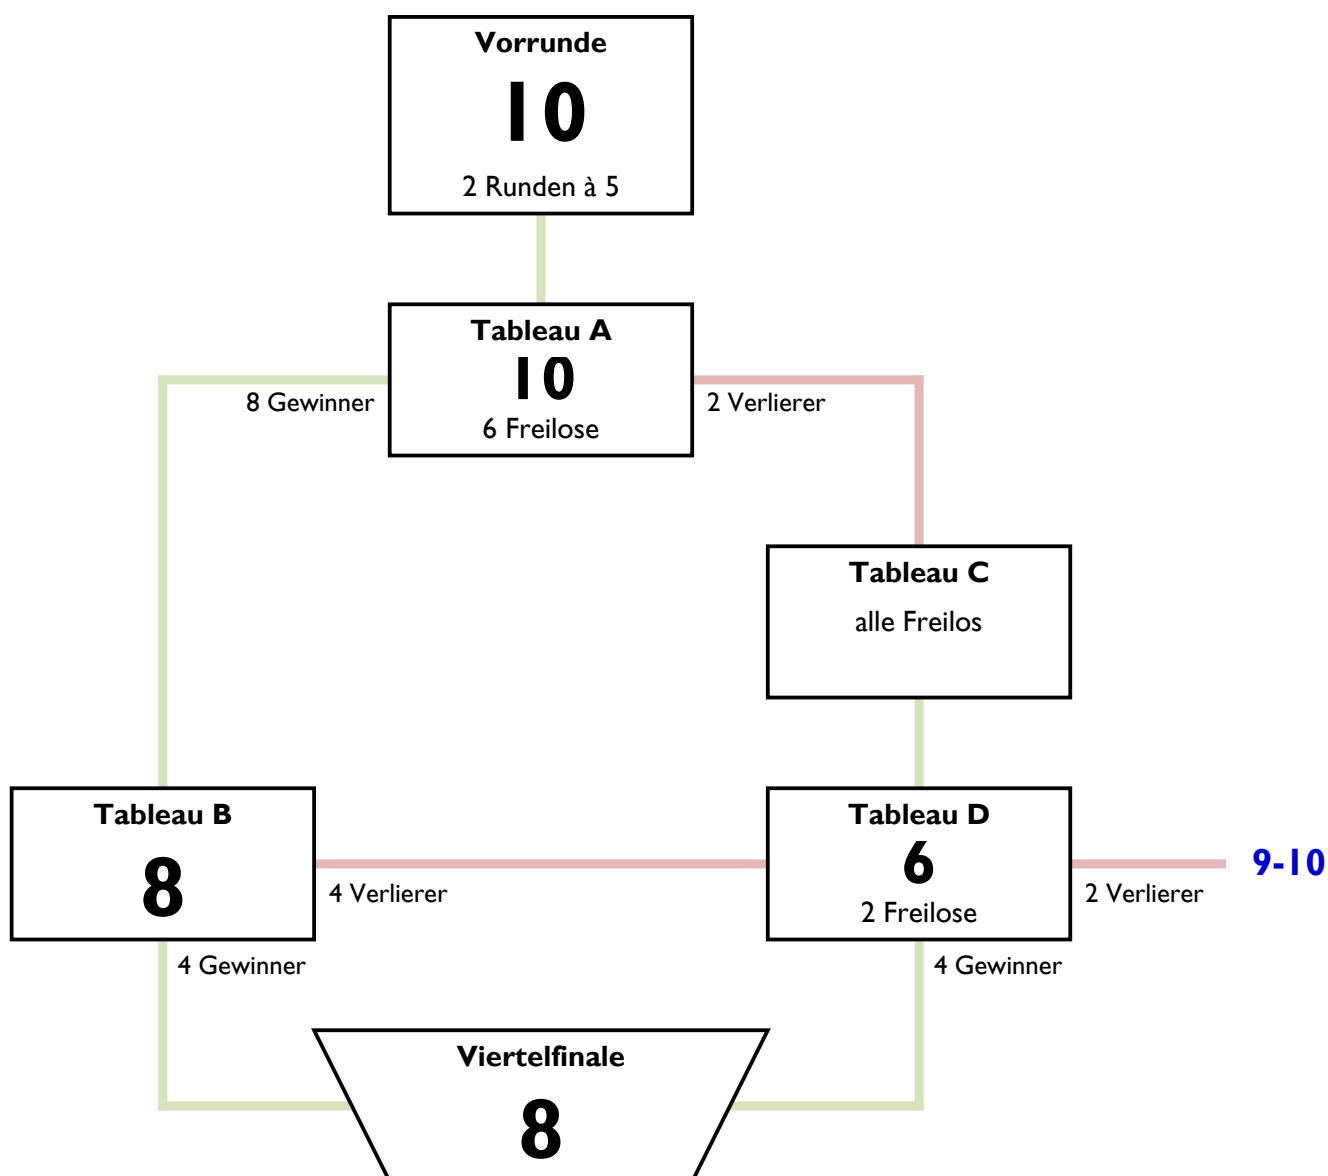 Vorrunde
10
2 Runden à 5
Tableau A
10
6 Freilose
8 Gewinner
2 Verlierer
Tableau C
alle Freilos
Tableau B
8
4 Verlierer
4 Gewinner
Tableau D
6
2 Freilose
2 Verlierer
9-10
4 Gewinner
Viertelfinale
8